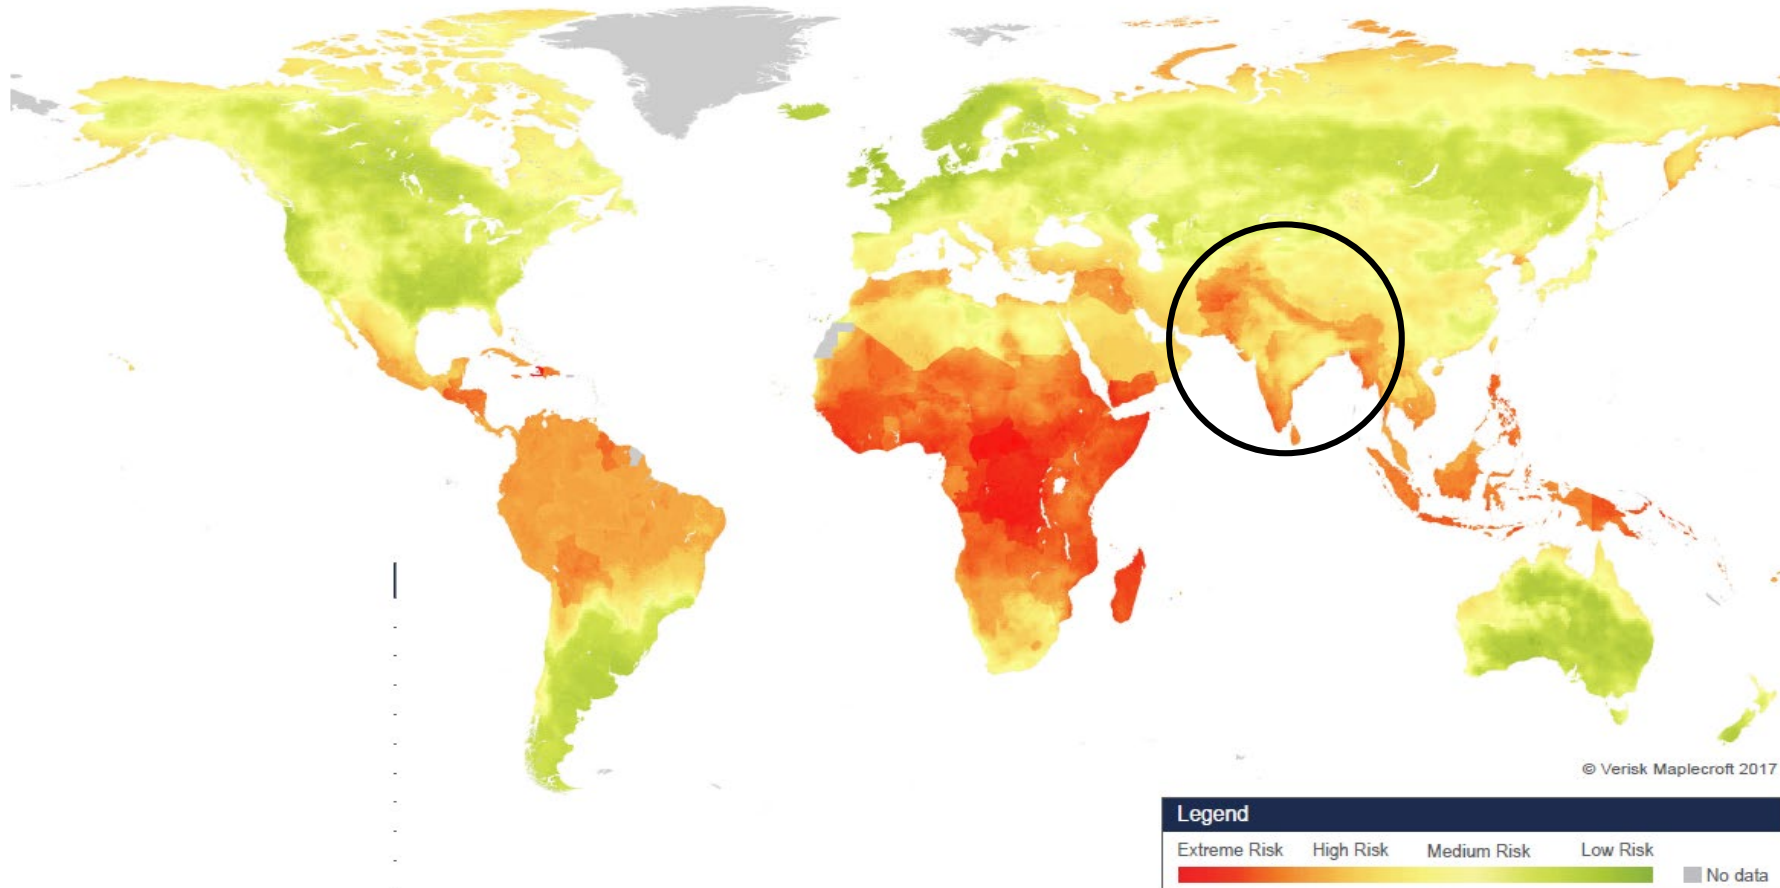 © Verisk Maplecroft 2017
Legend
Extreme Risk High Risk Medium Risk Low Risk
No data